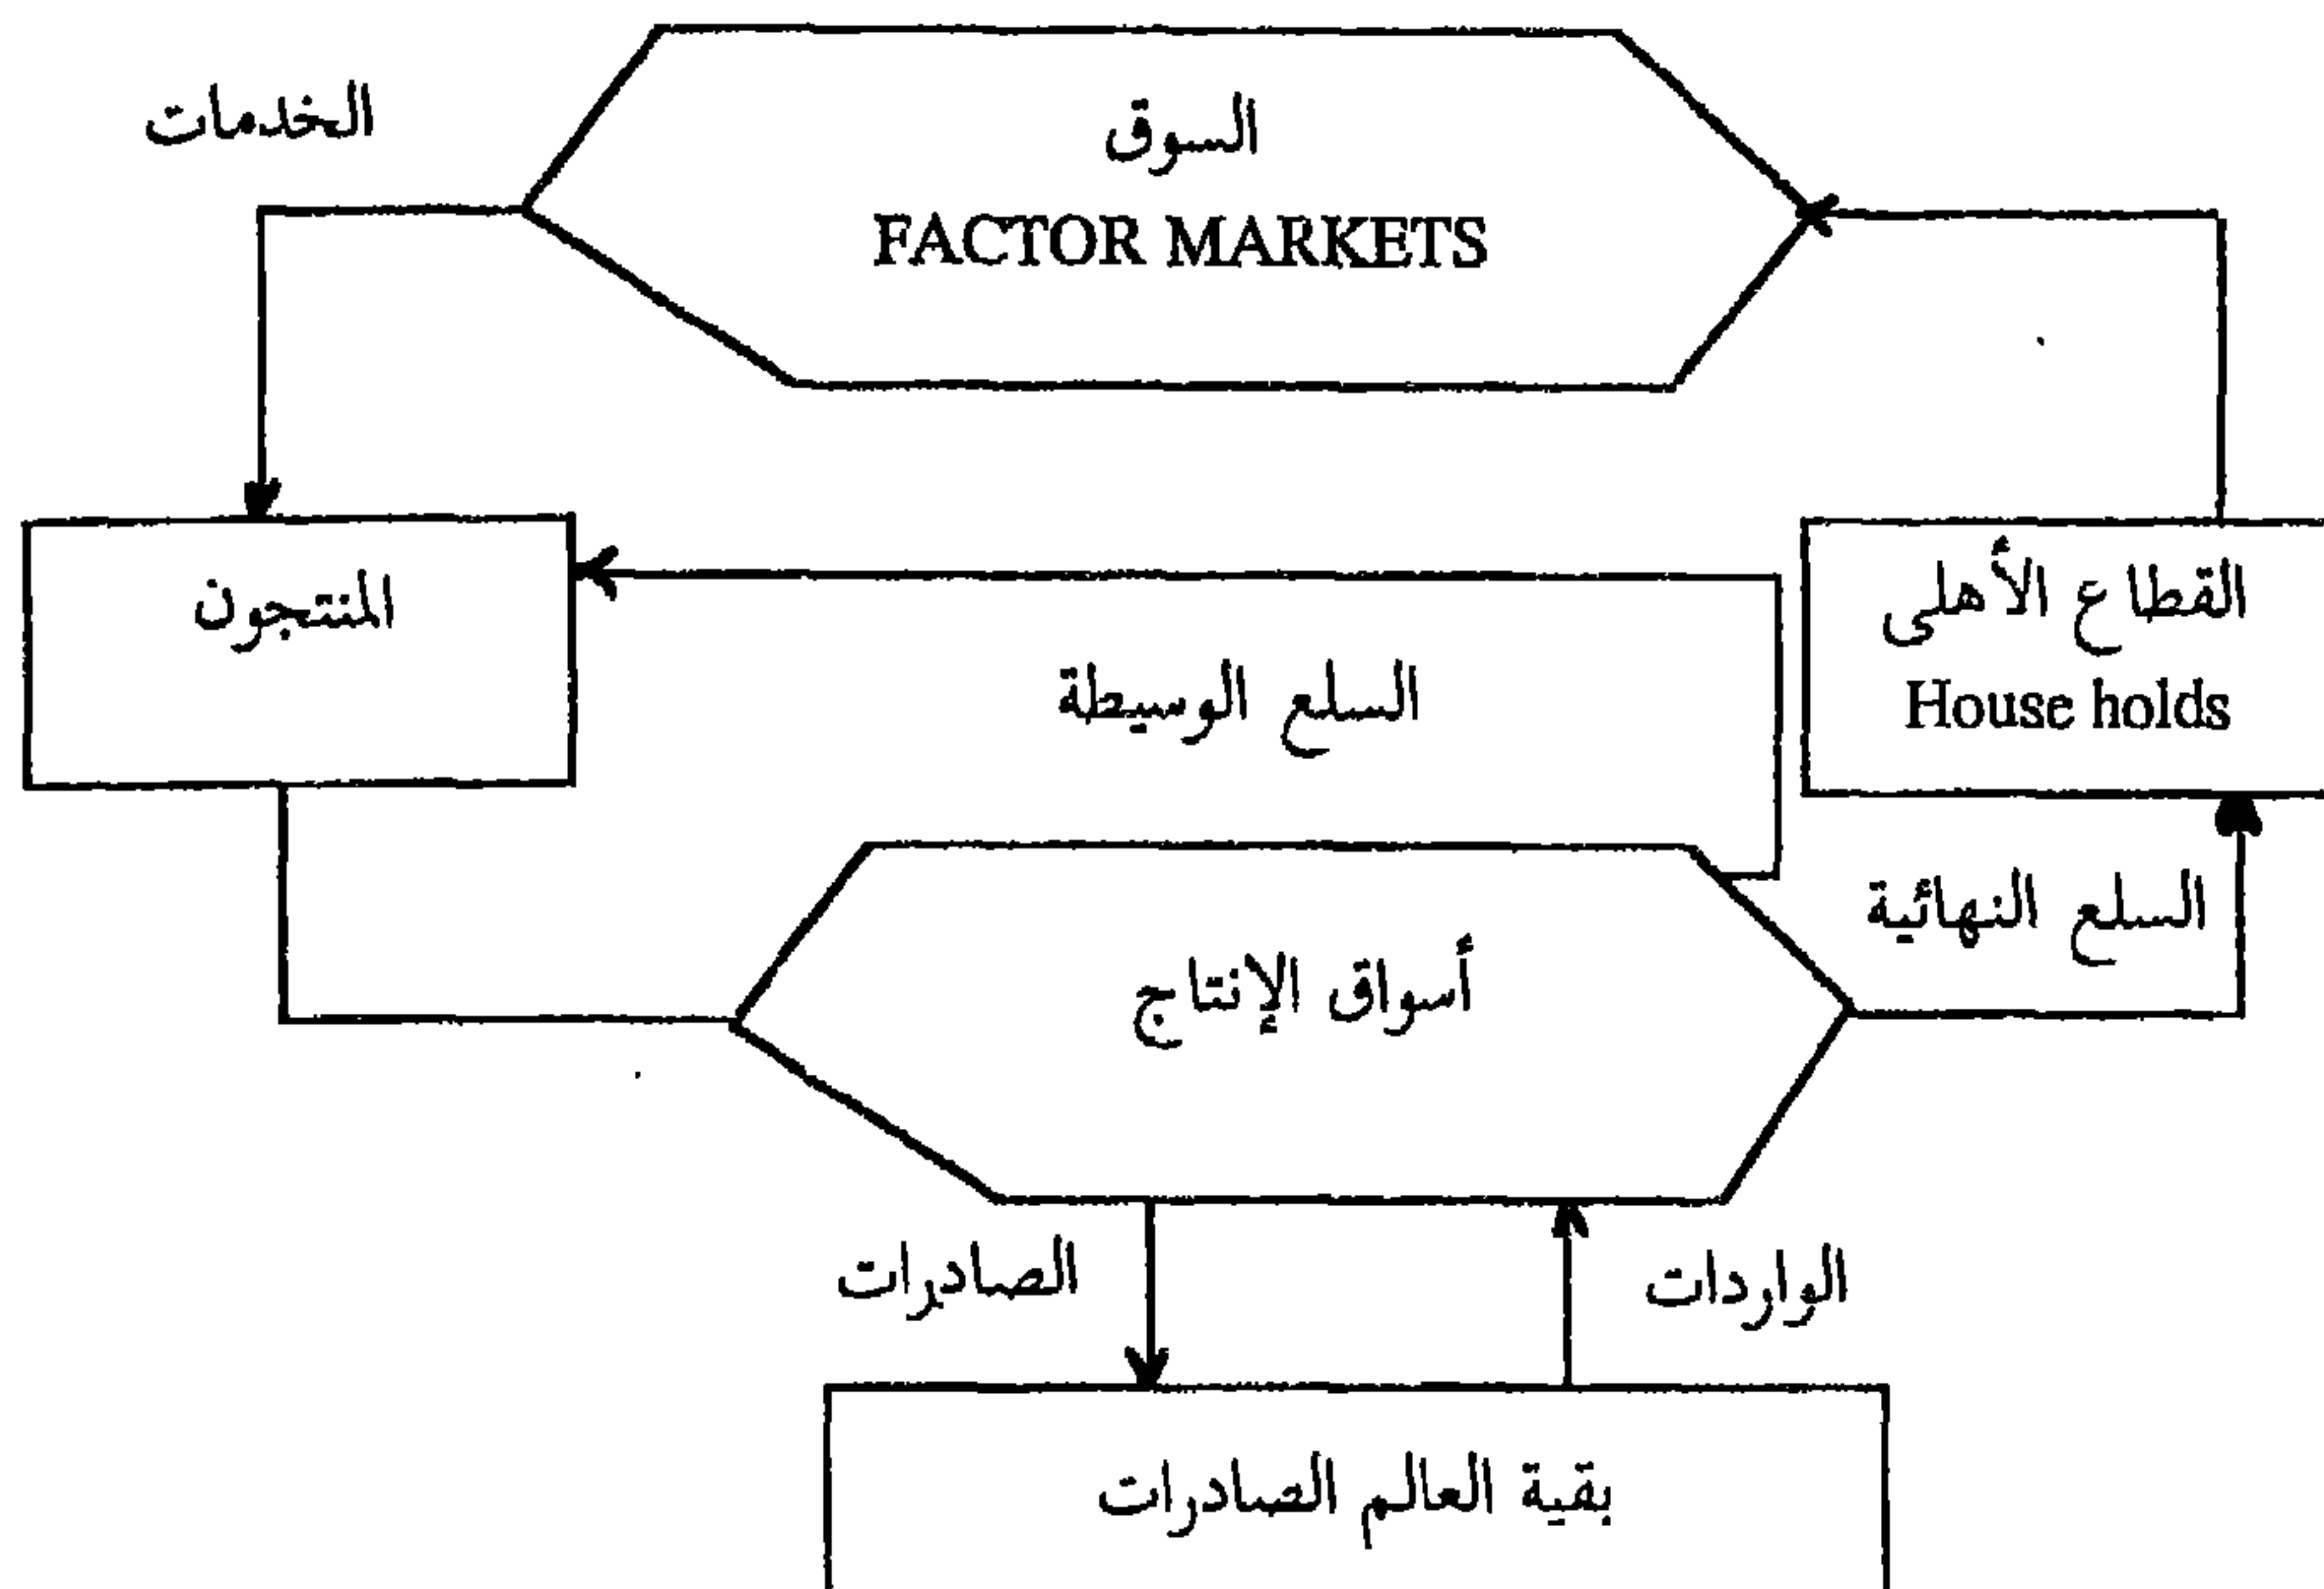 الخدمات
السوق
FACTOR MARKETS
المنتجون
القطاع الأهلى
House holds
السلع الوسيطة
السلع النهائية
أسواق الإنتاج
الصادرات
الواردات
بقية العالم الصادرات